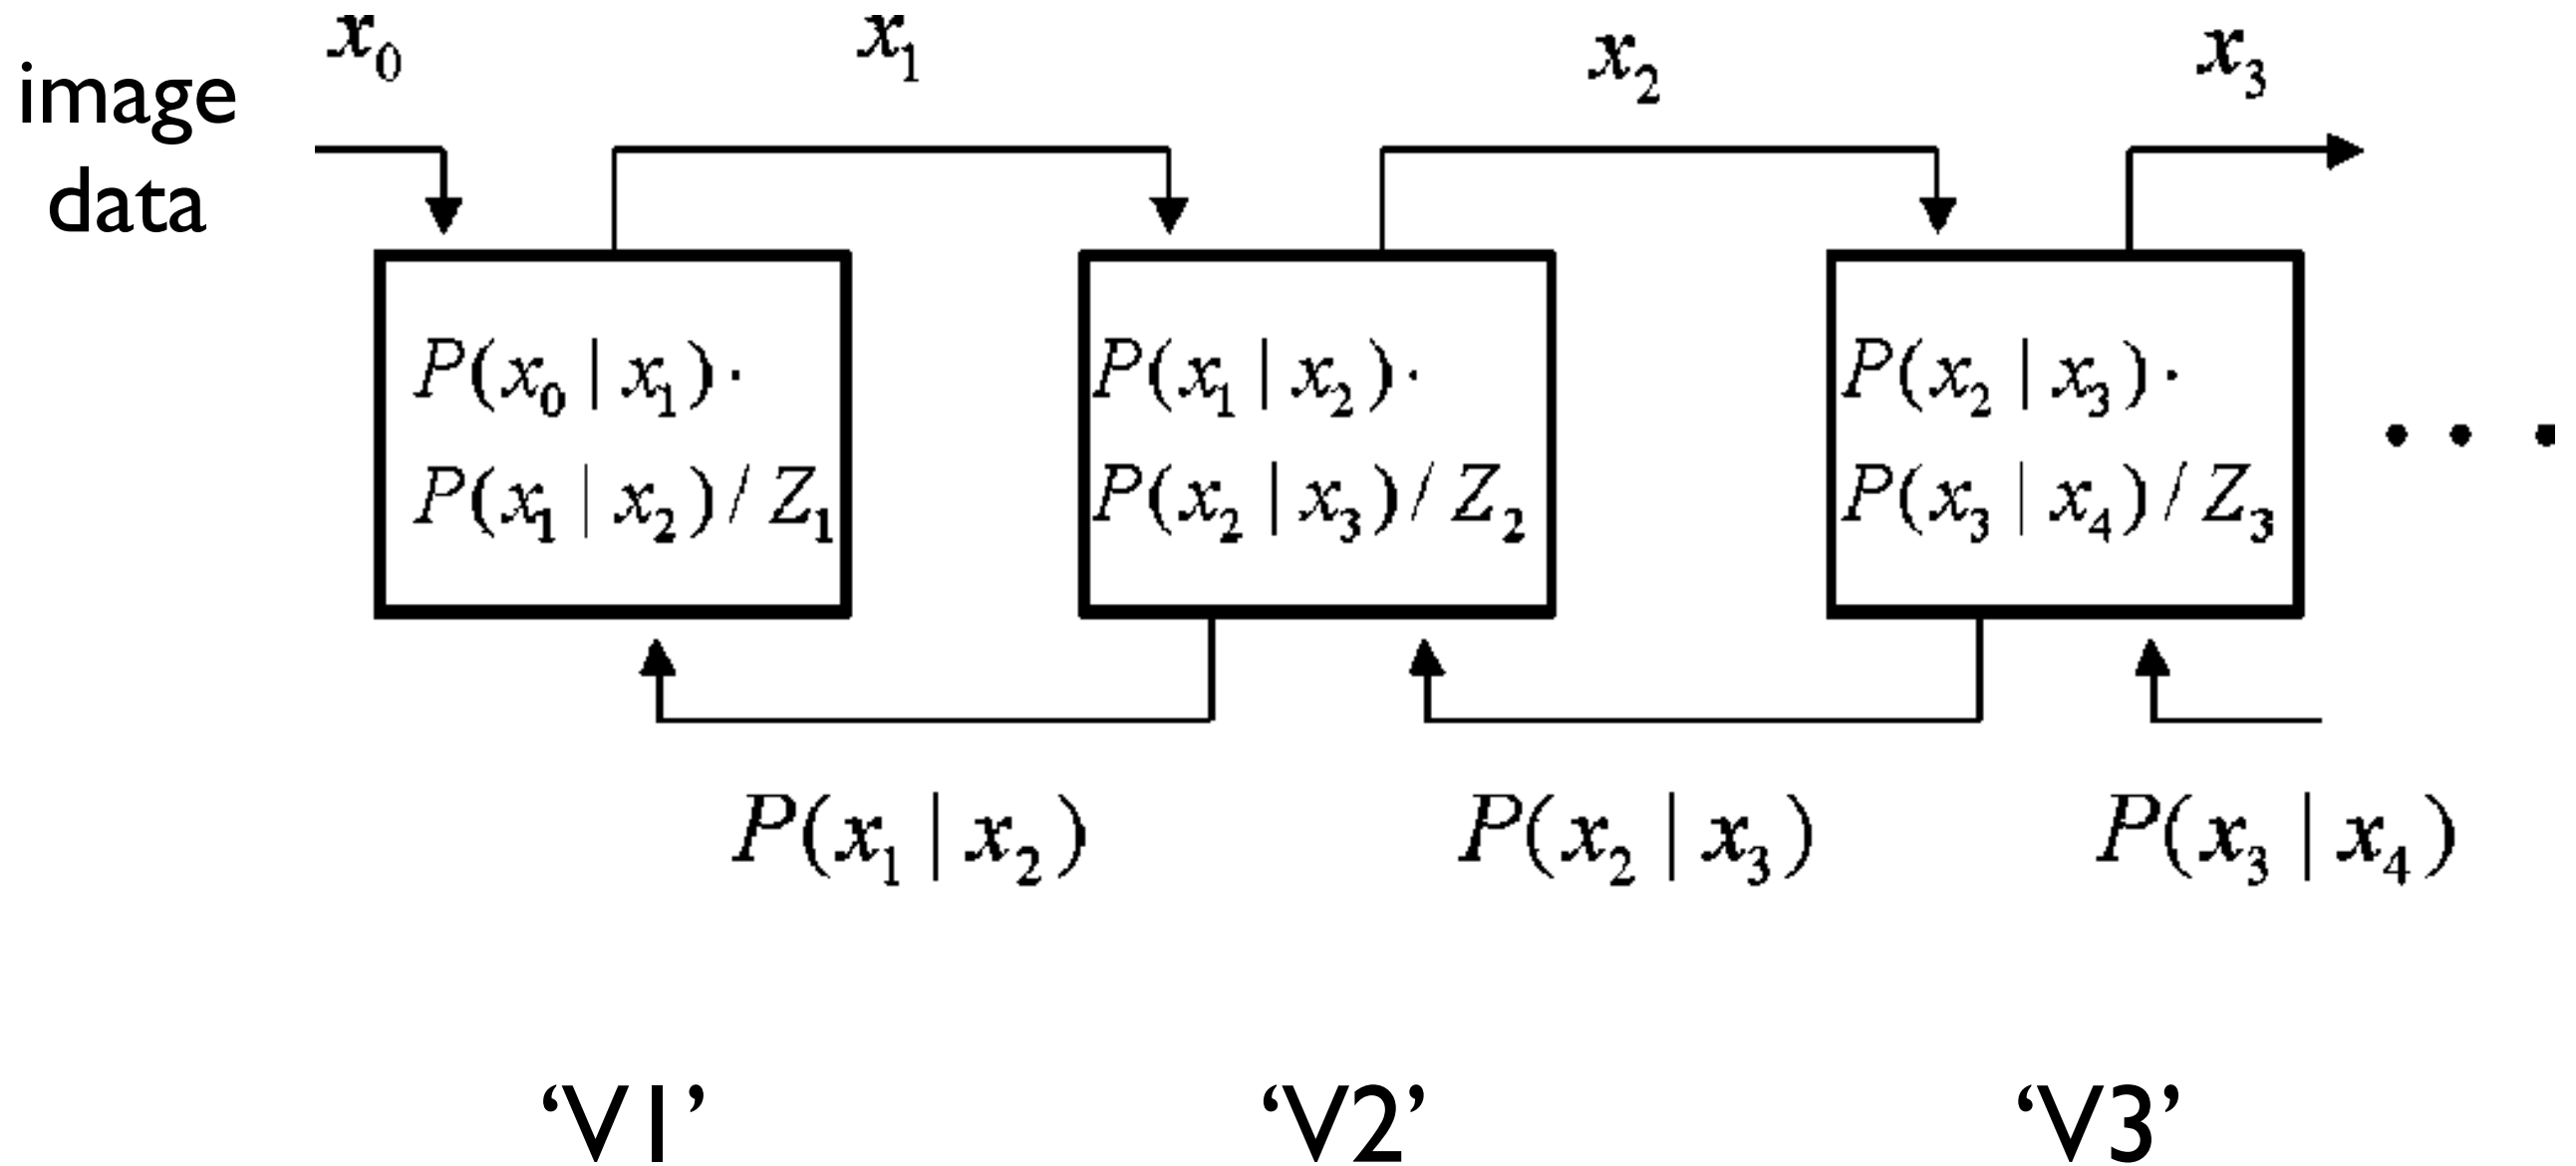 x₀ x₁ x₂ x₃
image
data
P(x₀ | x₁) · P(x₁ | x₂) · P(x₂ | x₃) ·
P(x₁ | x₂) / Z₁ P(x₂ | x₃) / Z₂ P(x₃ | x₄) / Z₃
• • •
P(x₁ | x₂) P(x₂ | x₃) P(x₃ | x₄)
‘V1’ ‘V2’ ‘V3’